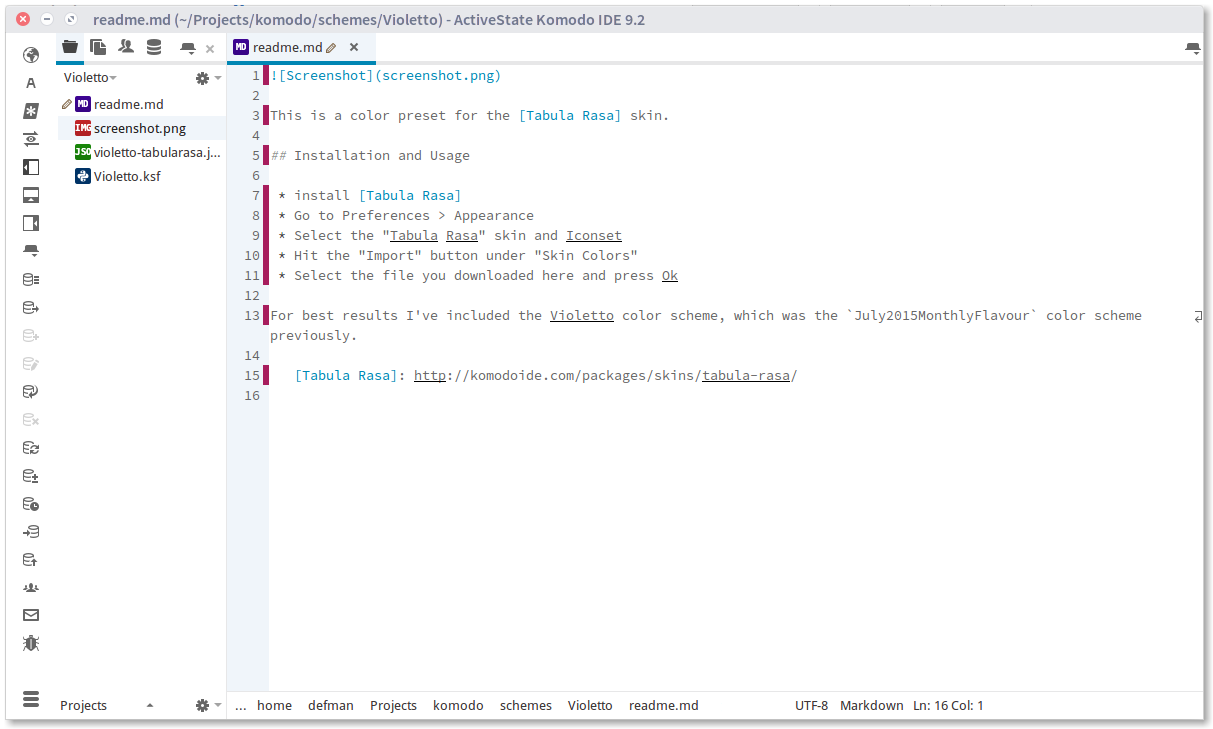 readme.md (~/Projects/komodo/schemes/Violetto) - ActiveState Komodo IDE 9.2
MD readme.md
Violetto
MD readme.md
IMG screenshot.png
JSO violetto-tabularasa.j...
Violetto.ksf
A
1 ![Screenshot](screenshot.png)
2
3 This is a color preset for the [Tabula Rasa] skin.
4
5 ## Installation and Usage
6
7 * install [Tabula Rasa]
8 * Go to Preferences > Appearance
9 * Select the "Tabula Rasa" skin and Iconset
10 * Hit the "Import" button under "Skin Colors"
11 * Select the file you downloaded here and press Ok
12
13 For best results I've included the Violetto color scheme, which was the `July2015MonthlyFlavour` color scheme
previously.
14
15 [Tabula Rasa]: http://komodoide.com/packages/skins/tabula-rasa/
16
Projects
... home defman Projects komodo schemes Violetto readme.md
UTF-8 Markdown Ln: 16 Col: 1